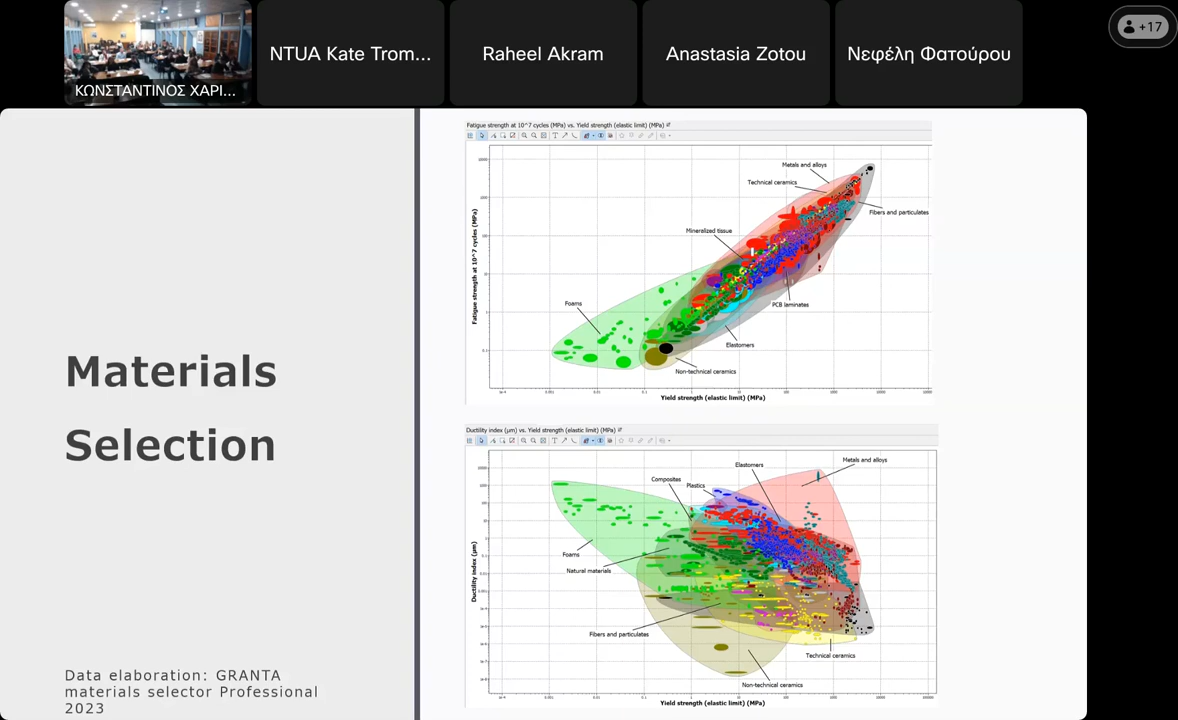 +17
NTUA Kate Trom...
Raheel Akram
Anastasia Zotou
Νεφέλη Φατούρου
ΚΩΝΣΤΑΝΤΙΝΟΣ ΧΑΡΙ...
Materials
Selection
Data elaboration: GRANTA
materials selector Professional
2023
Fatigue strength at 10^7 cycles (MPa) vs. Yield strength (elastic limit) (MPa)
Metals and alloys
Technical ceramics
Fibers and particulates
Mineralized tissue
PCB laminates
Foams
Elastomers
Non-technical ceramics
Fatigue strength at 10^7 cycles (MPa)
Yield strength (elastic limit) (MPa)
Ductility index (μm) vs. Yield strength (elastic limit) (MPa)
Metals and alloys
Elastomers
Composites
Plastics
Foams
Natural materials
Fibers and particulates
Technical ceramics
Non-technical ceramics
Ductility index (μm)
Yield strength (elastic limit) (MPa)